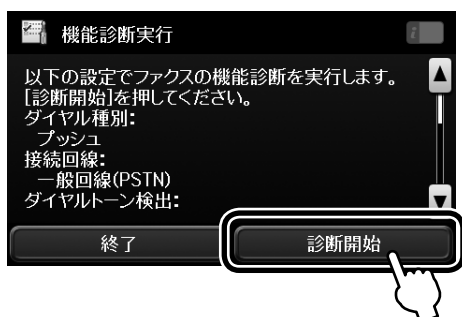 機能診断実行
以下の設定でファクスの機能診断を実行します。
[診断開始]を押してください。
ダイヤル種別:
プッシュ
接続回線:
一般回線(PSTN)
ダイヤルトーン検出:
終了
診断開始